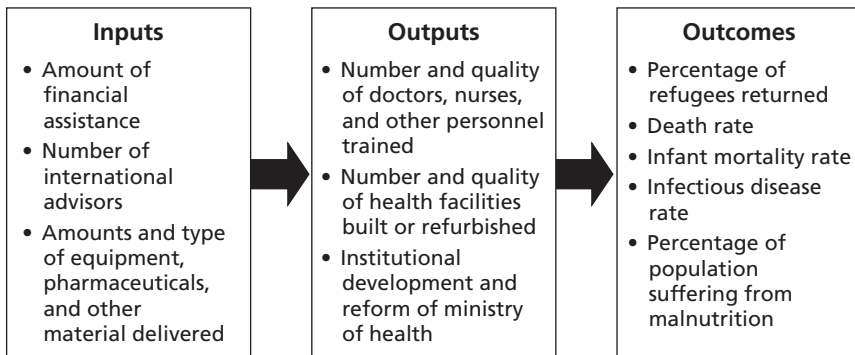 Inputs
• Amount of
financial
assistance
• Number of
international
advisors
• Amounts and type
of equipment,
pharmaceuticals,
and other
material delivered
Outputs
• Number and quality
of doctors, nurses,
and other personnel
trained
• Number and quality
of health facilities
built or refurbished
• Institutional
development and
reform of ministry
of health
Outcomes
• Percentage of
refugees returned
• Death rate
• Infant mortality rate
• Infectious disease
rate
• Percentage of
population
suffering from
malnutrition